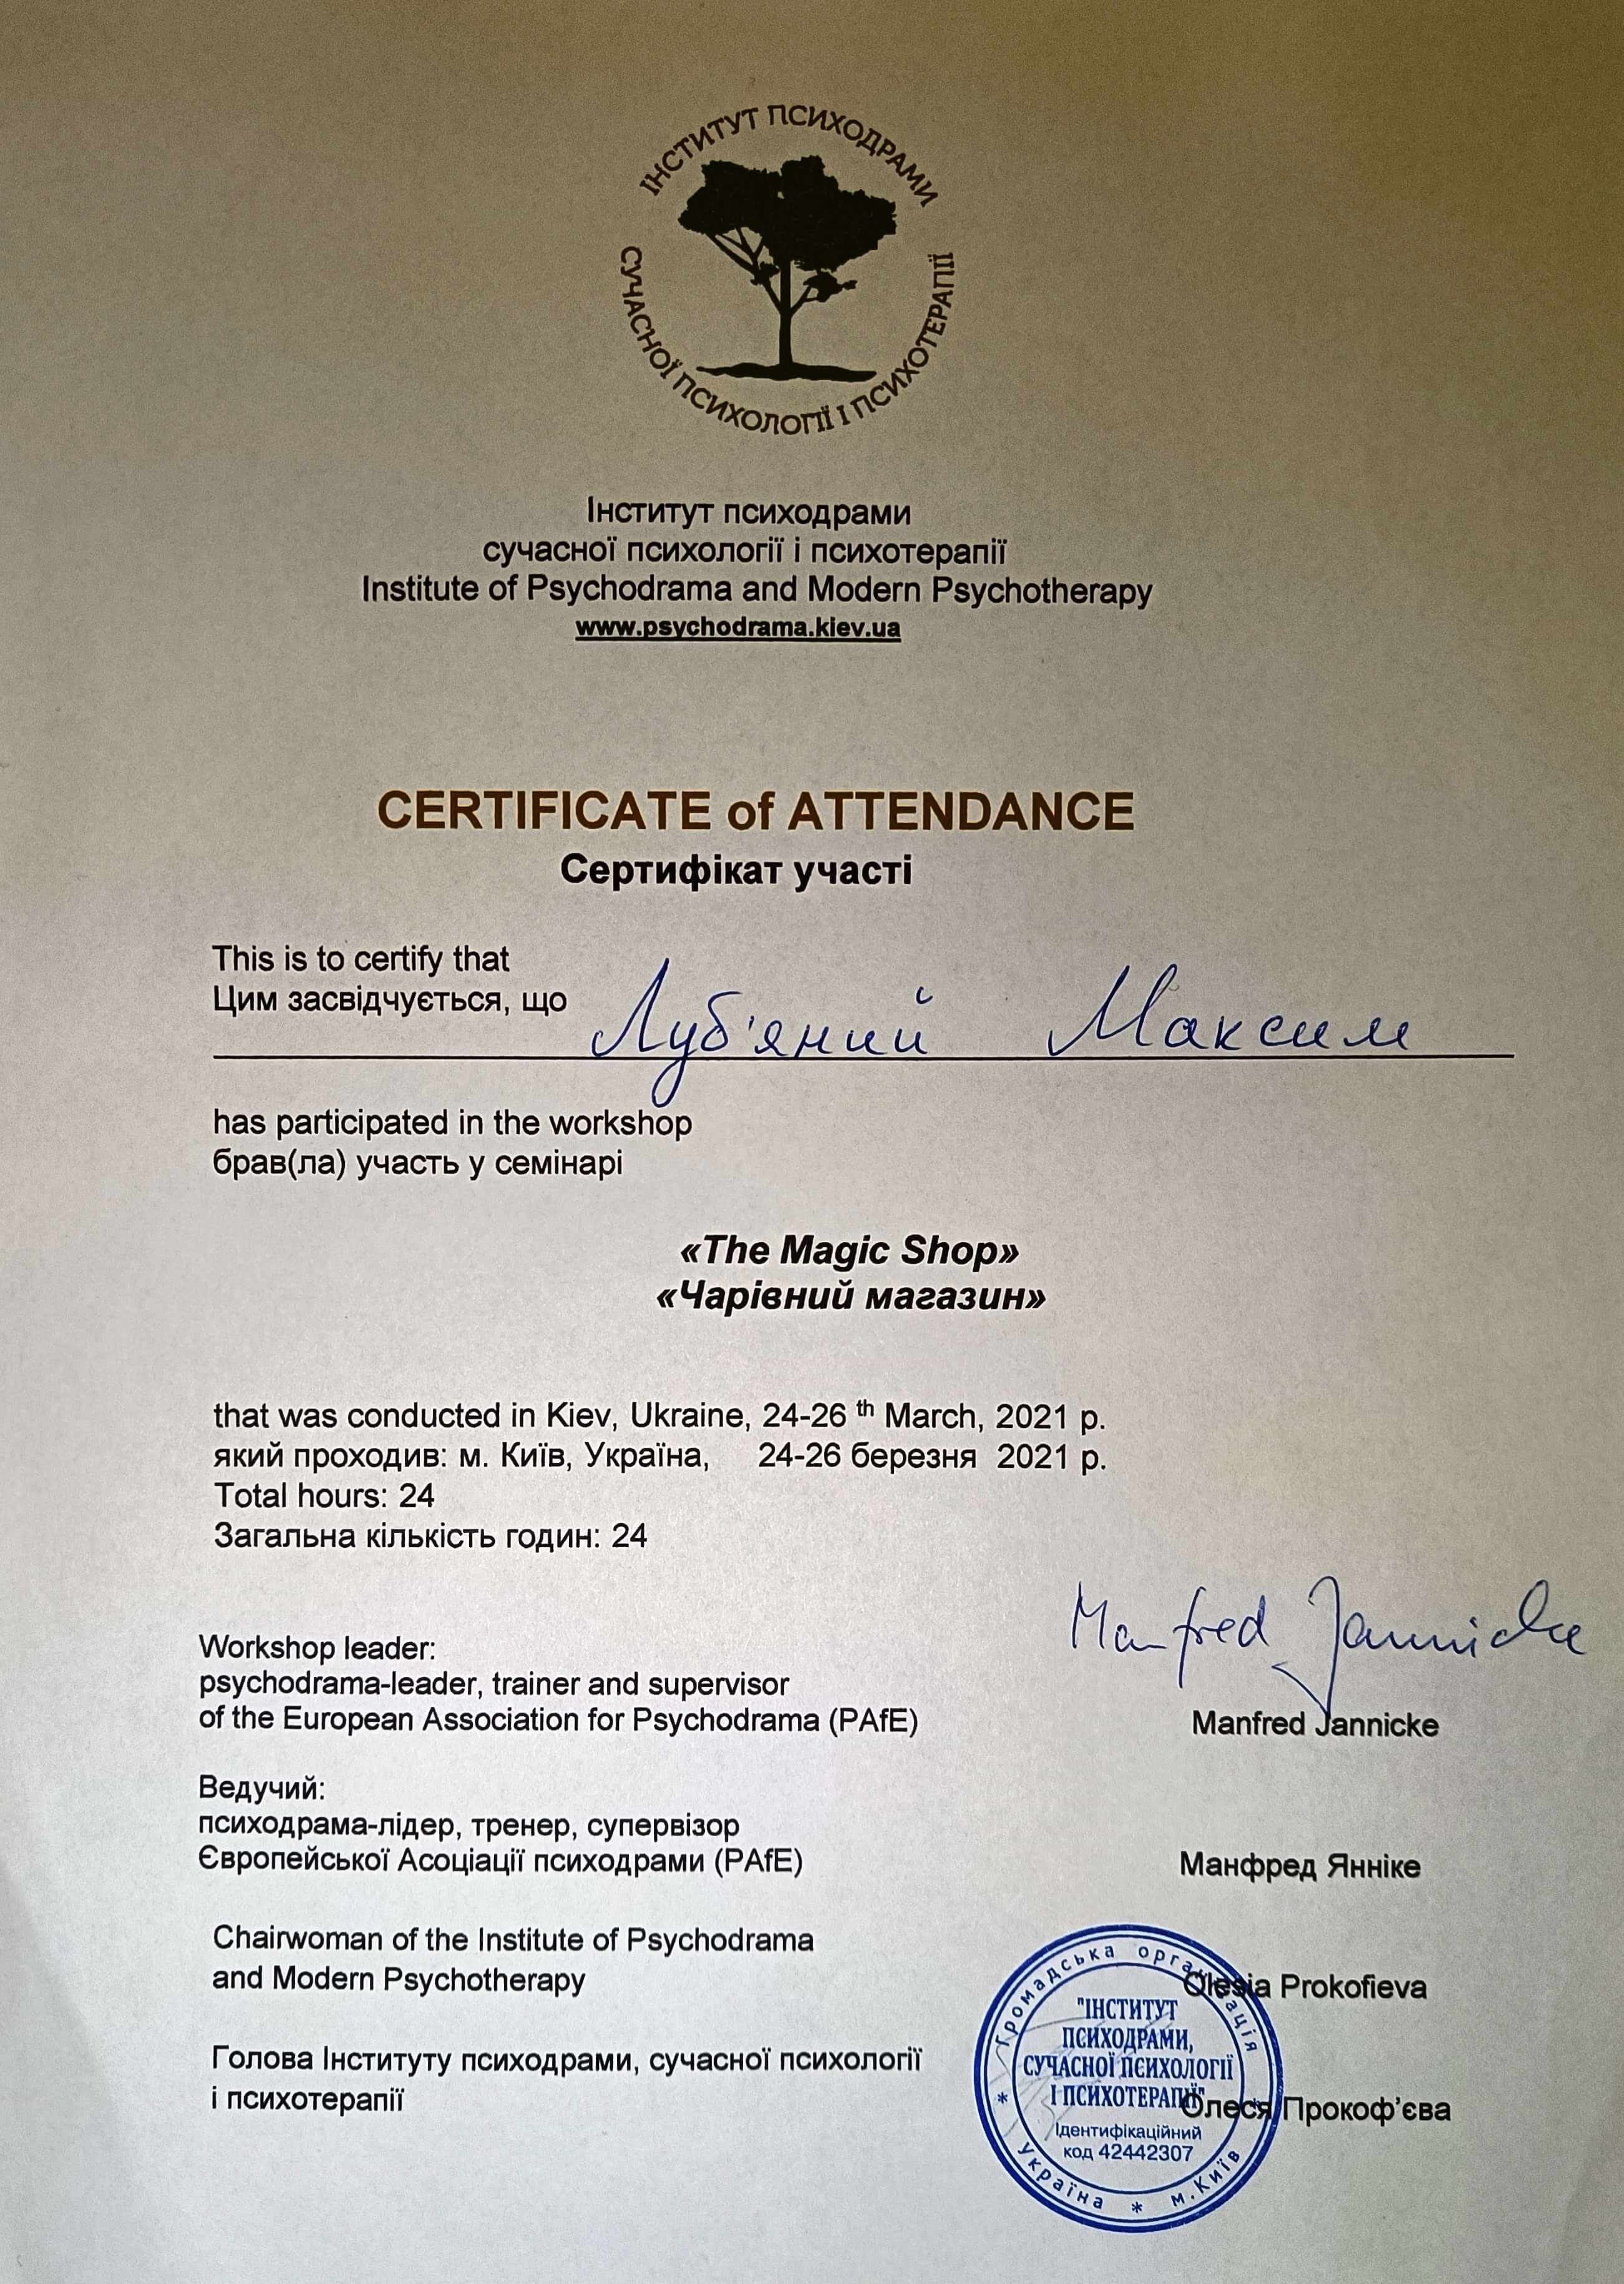 ІНСТИТУТ ПСИХОДРАМИ
СУЧАСНОЇ ПСИХОЛОГІЇ І ПСИХОТЕРАПІЇ
Інститут психодрами
сучасної психології і психотерапії
Institute of Psychodrama and Modern Psychotherapy
www.psychodrama.kiev.ua
CERTIFICATE of ATTENDANCE
Сертифікат участі
This is to certify that
Цим засвідчується, що
Луб'яний Максим
has participated in the workshop
брав(ла) участь у семінарі
«The Magic Shop»
«Чарівний магазин»
that was conducted in Kiev, Ukraine, 24-26 th March, 2021 р.
який проходив: м. Київ, Україна, 24-26 березня 2021 р.
Total hours: 24
Загальна кількість годин: 24
Manfred Jannicke
Workshop leader:
psychodrama-leader, trainer and supervisor
of the European Association for Psychodrama (PAfE) Manfred Jannicke
Ведучий:
психодрама-лідер, тренер, супервізор
Європейської Асоціації психодрами (PAfE) Манфред Янніке
Chairwoman of the Institute of Psychodrama
and Modern Psychotherapy Olesia Prokofieva
Голова Інституту психодрами, сучасної психології
і психотерапії Олеся Прокоф’єва
Громадська організація
"ІНСТИТУТ
ПСИХОДРАМИ,
СУЧАСНОЇ ПСИХОЛОГІЇ
І ПСИХОТЕРАПІЇ"
Ідентифікаційний
код 42442307
* Україна * м.Київ *